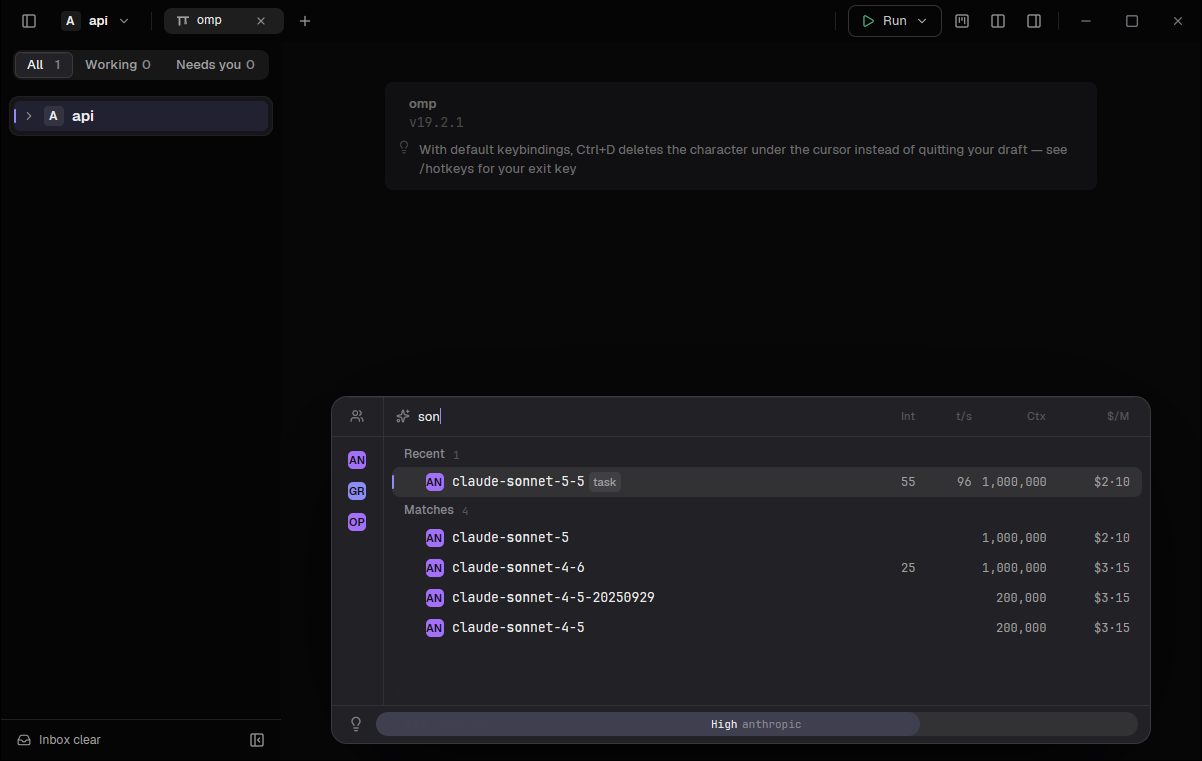 A api
omp
Run
All 1 Working 0 Needs you 0
A api
omp
v19.2.1
With default keybindings, Ctrl+D deletes the character under the cursor instead of quitting your draft — see
/hotkeys for your exit key
son Int t/s Ctx $/M
Recent 1
AN claude-sonnet-5-5 task 55 96 1,000,000 $2·10
Matches 4
AN claude-sonnet-5 1,000,000 $2·10
AN claude-sonnet-4-6 25 1,000,000 $3·15
AN claude-sonnet-4-5-20250929 200,000 $3·15
AN claude-sonnet-4-5 200,000 $3·15
AN
GR
OP
High anthropic
Inbox clear